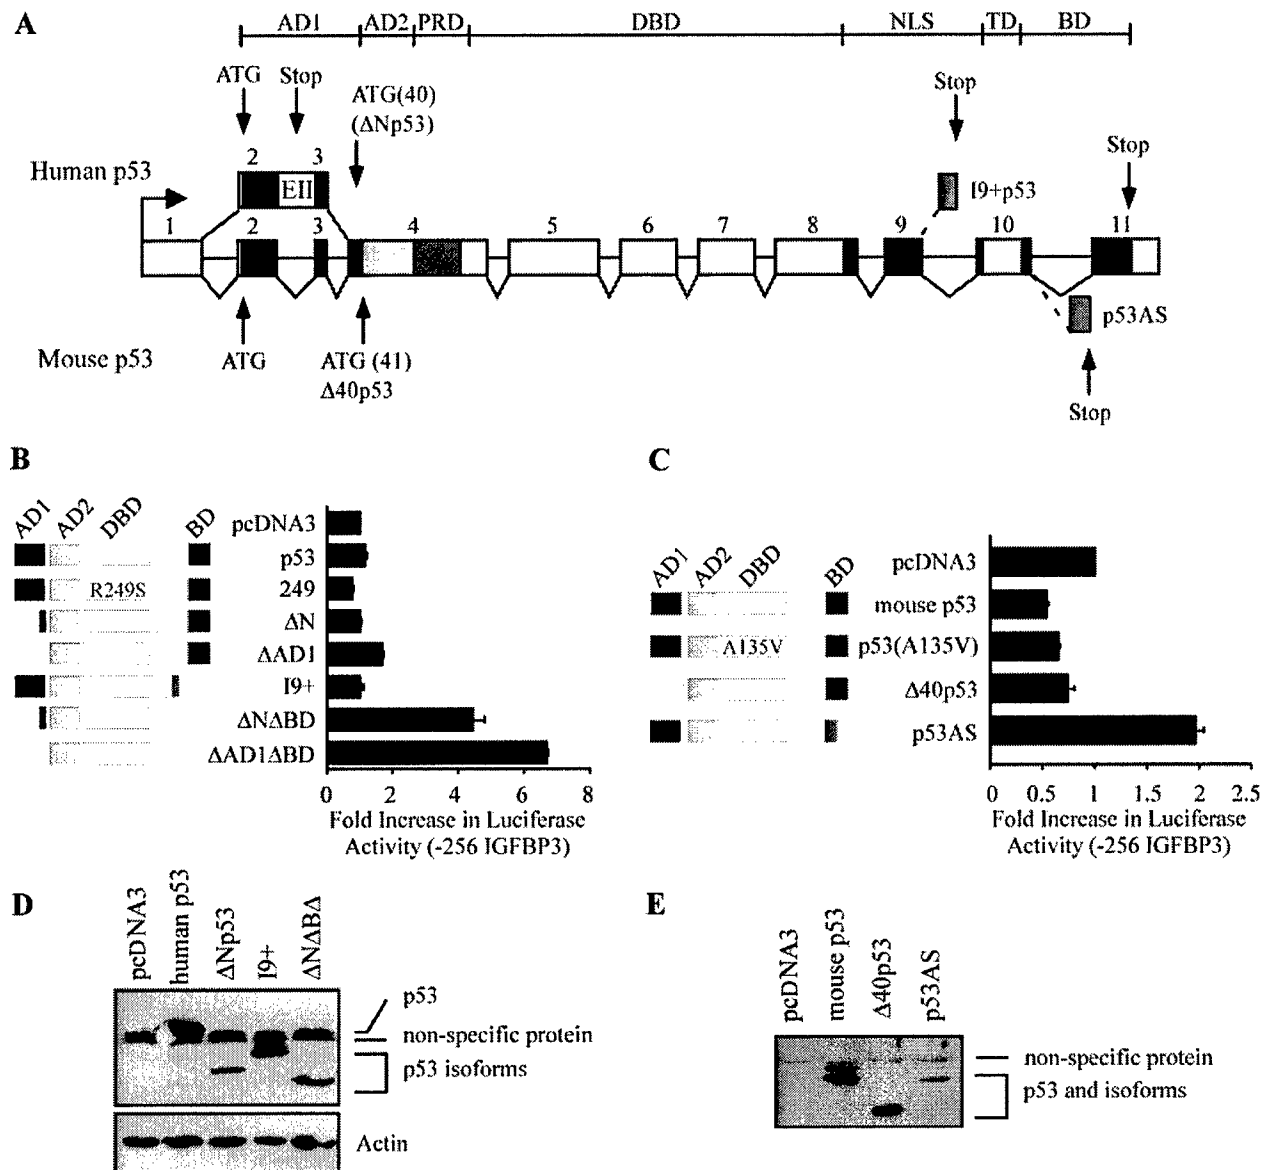 A
AD1 AD2 PRD DBD NLS TD BD
ATG Stop
ATG(40)
(ΔNp53)
Stop
Stop
Human p53
2 EII 3
I9+p53
1 2 3 4 5 6 7 8 9 10 11
p53AS
Mouse p53
ATG
ATG (41)
Δ40p53
Stop
B
AD1 AD2 DBD BD
pcDNA3
p53
R249S 249
ΔN
ΔAD1
I9+
ΔNΔBD
ΔAD1ΔBD
0 2 4 6 8
Fold Increase in Luciferase
Activity (-256 IGFBP3)
C
AD1 AD2 DBD BD
pcDNA3
mouse p53
A135V p53(A135V)
Δ40p53
p53AS
0 0.5 1 1.5 2 2.5
Fold Increase in Luciferase
Activity (-256 IGFBP3)
D
pcDNA3
human p53
ΔNp53
I9+
ΔNΔBΔ
p53
non-specific protein
p53 isoforms
Actin
E
pcDNA3
mouse p53
Δ40p53
p53AS
non-specific protein
p53 and isoforms